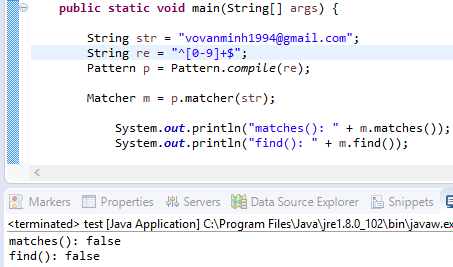 public static void main(String[] args) {
String str = "vovanminh1994@gmail.com";
String re = "^[0-9]+$";
Pattern p = Pattern.compile(re);
Matcher m = p.matcher(str);
System.out.println("matches(): " + m.matches());
System.out.println("find(): " + m.find());
Markers Properties Servers Data Source Explorer Snippets
<terminated> test [Java Application] C:\Program Files\Java\jre1.8.0_102\bin\javaw.ex
matches(): false
find(): false